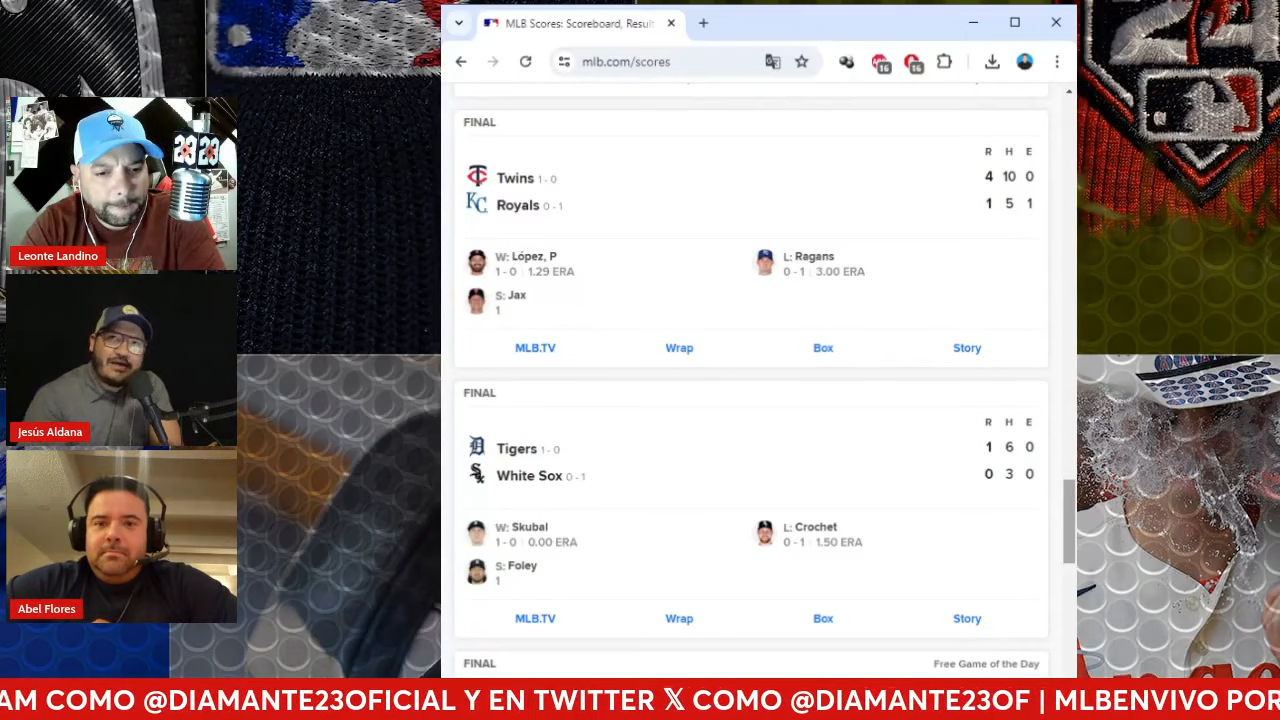 MLB Scores: Scoreboard, Result
mlb.com/scores
16
16
FINAL
R H E
Twins 1 - 0 4 10 0
Royals 0 - 1 1 5 1
W: López, P
1 - 0 | 1.29 ERA
L: Ragans
0 - 1 | 3.00 ERA
S: Jax
1
MLB.TV Wrap Box Story
FINAL
R H E
Tigers 1 - 0 1 6 0
White Sox 0 - 1 0 3 0
W: Skubal
1 - 0 | 0.00 ERA
L: Crochet
0 - 1 | 1.50 ERA
S: Foley
1
MLB.TV Wrap Box Story
FINAL Free Game of the Day
23 23
Leonte Landino
Jesús Aldana
Abel Flores
AM COMO @DIAMANTE23OFICIAL Y EN TWITTER 𝕏 COMO @DIAMANTE23OF | MLBENVIVO POR